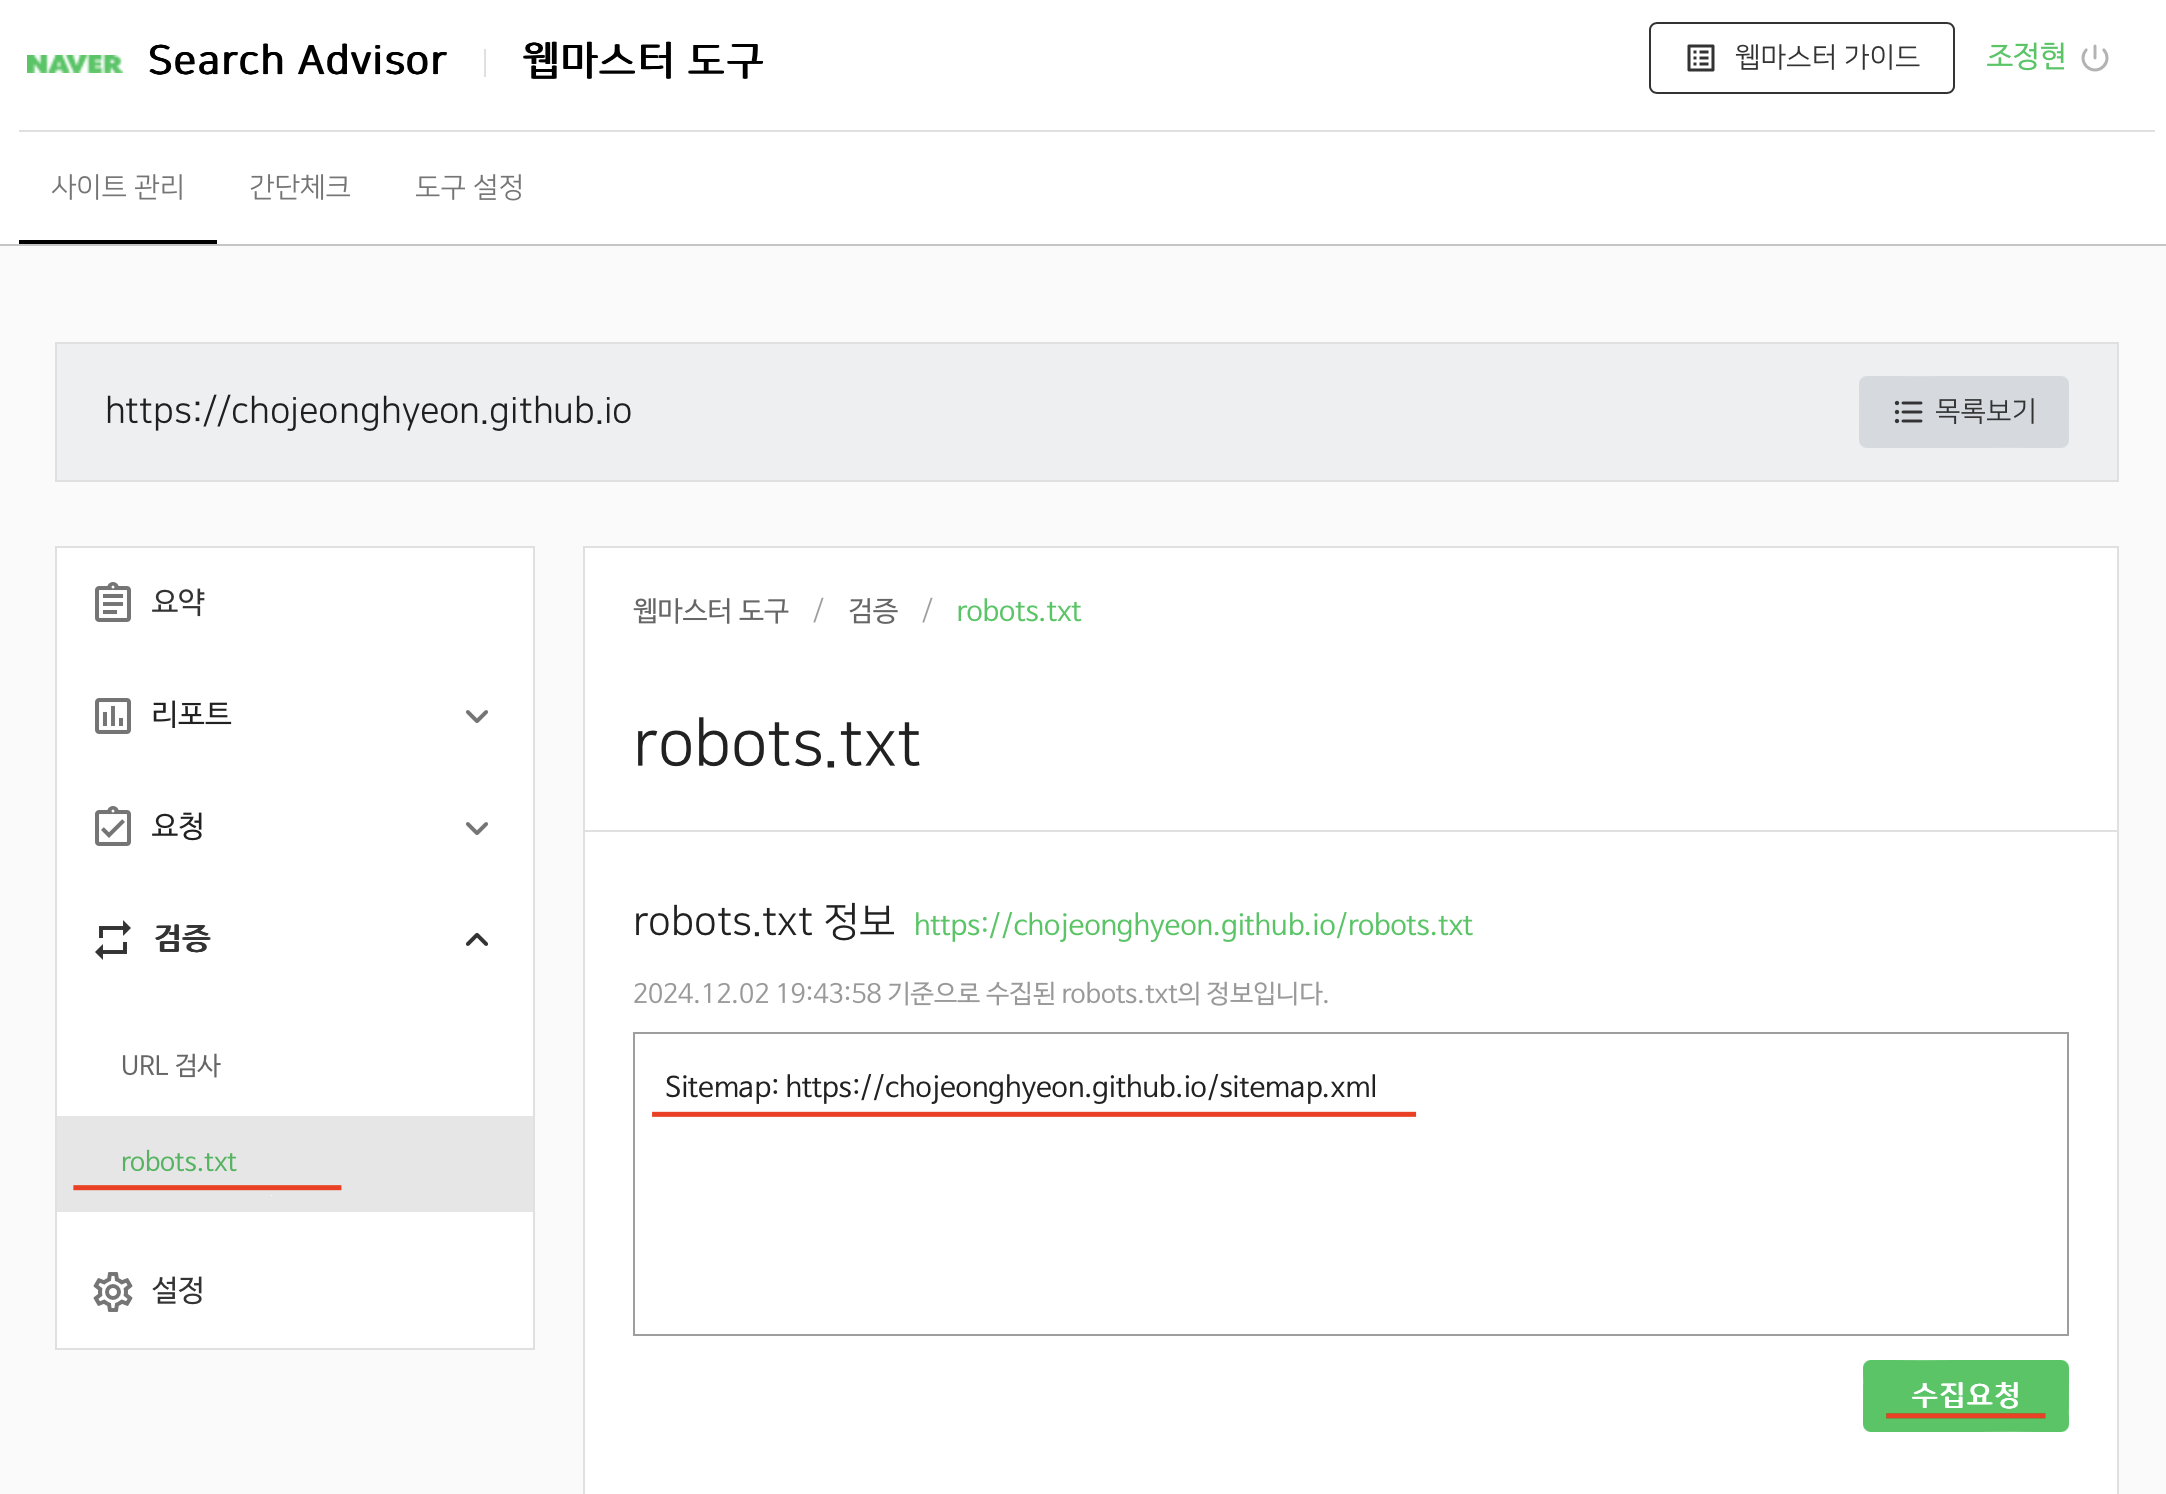 NAVER Search Advisor 웹마스터 도구
웹마스터 가이드 조정현
사이트 관리 간단체크 도구 설정
https://chojeonghyeon.github.io
목록보기
요약
리포트
요청
검증
URL 검사
robots.txt
설정
웹마스터 도구 / 검증 / robots.txt
robots.txt
robots.txt 정보 https://chojeonghyeon.github.io/robots.txt
2024.12.02 19:43:58 기준으로 수집된 robots.txt의 정보입니다.
Sitemap: https://chojeonghyeon.github.io/sitemap.xml
수집요청